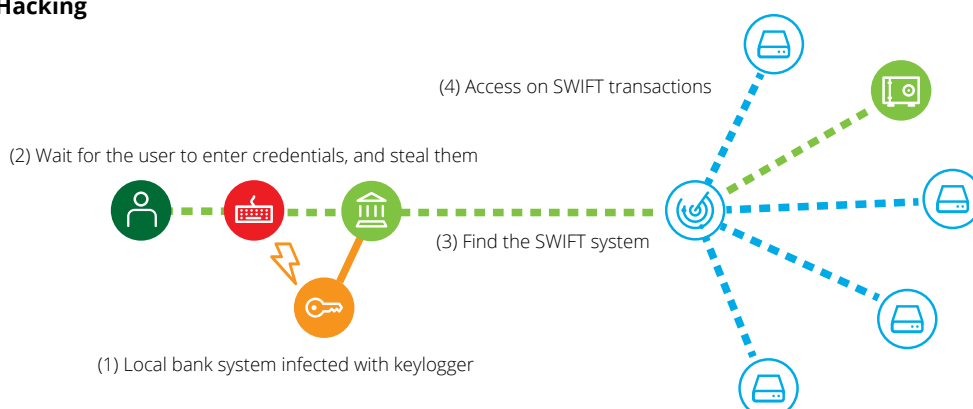 Hacking
(4) Access on SWIFT transactions
(2) Wait for the user to enter credentials, and steal them
(3) Find the SWIFT system
(1) Local bank system infected with keylogger